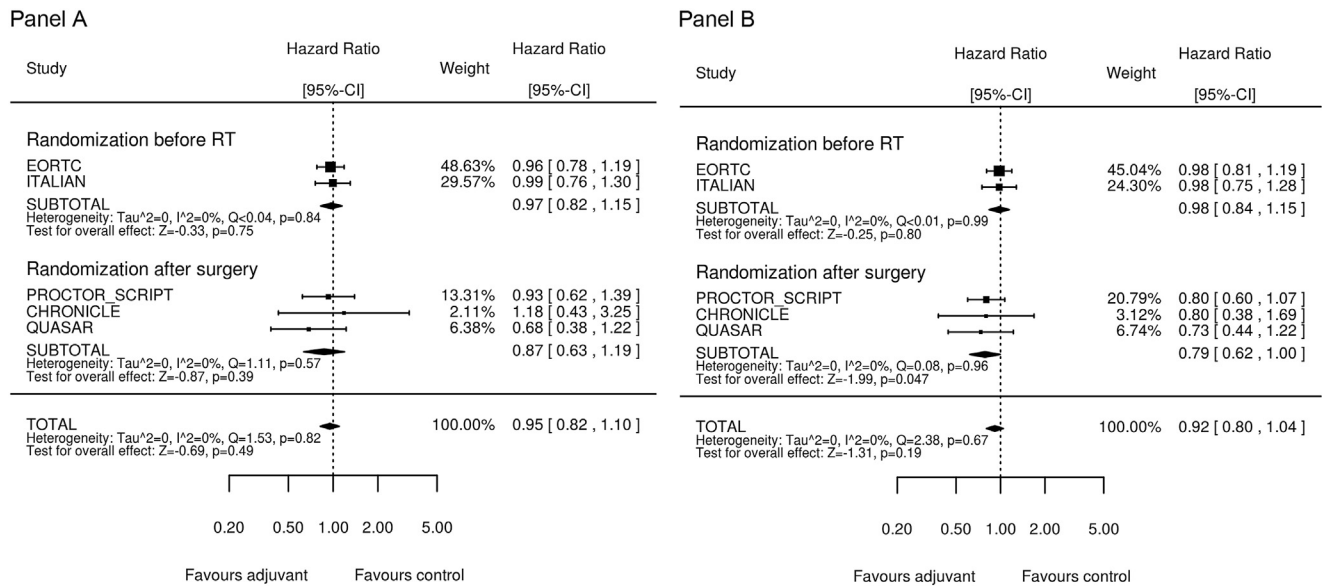 Panel A
Hazard Ratio Hazard Ratio
Study Weight
[95%-CI] [95%-CI]
Randomization before RT
EORTC 48.63% 0.96 [ 0.78 , 1.19 ]
ITALIAN 29.57% 0.99 [ 0.76 , 1.30 ]
SUBTOTAL 0.97 [ 0.82 , 1.15 ]
Heterogeneity: Tau^2=0, I^2=0%, Q<0.04, p=0.84
Test for overall effect: Z=-0.33, p=0.75
Randomization after surgery
PROCTOR_SCRIPT 13.31% 0.93 [ 0.62 , 1.39 ]
CHRONICLE 2.11% 1.18 [ 0.43 , 3.25 ]
QUASAR 6.38% 0.68 [ 0.38 , 1.22 ]
SUBTOTAL 0.87 [ 0.63 , 1.19 ]
Heterogeneity: Tau^2=0, I^2=0%, Q=1.11, p=0.57
Test for overall effect: Z=-0.87, p=0.39
TOTAL 100.00% 0.95 [ 0.82 , 1.10 ]
Heterogeneity: Tau^2=0, I^2=0%, Q=1.53, p=0.82
Test for overall effect: Z=-0.69, p=0.49
0.20 0.50 1.00 2.00 5.00
Favours adjuvant Favours control
Panel B
Hazard Ratio Hazard Ratio
Study Weight
[95%-CI] [95%-CI]
Randomization before RT
EORTC 45.04% 0.98 [ 0.81 , 1.19 ]
ITALIAN 24.30% 0.98 [ 0.75 , 1.28 ]
SUBTOTAL 0.98 [ 0.84 , 1.15 ]
Heterogeneity: Tau^2=0, I^2=0%, Q<0.01, p=0.99
Test for overall effect: Z=-0.25, p=0.80
Randomization after surgery
PROCTOR_SCRIPT 20.79% 0.80 [ 0.60 , 1.07 ]
CHRONICLE 3.12% 0.80 [ 0.38 , 1.69 ]
QUASAR 6.74% 0.73 [ 0.44 , 1.22 ]
SUBTOTAL 0.79 [ 0.62 , 1.00 ]
Heterogeneity: Tau^2=0, I^2=0%, Q=0.08, p=0.96
Test for overall effect: Z=-1.99, p=0.047
TOTAL 100.00% 0.92 [ 0.80 , 1.04 ]
Heterogeneity: Tau^2=0, I^2=0%, Q=2.38, p=0.67
Test for overall effect: Z=-1.31, p=0.19
0.20 0.50 1.00 2.00 5.00
Favours adjuvant Favours control